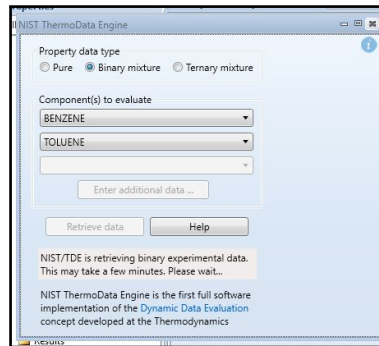 NIST ThermoData Engine
Property data type
Pure Binary mixture Ternary mixture
Component(s) to evaluate
BENZENE
TOLUENE
Enter additional data ...
Retrieve data Help
NIST/TDE is retrieving binary experimental data.
This may take a few minutes. Please wait...
NIST ThermoData Engine is the first full software
implementation of the Dynamic Data Evaluation
concept developed at the Thermodynamics
Results